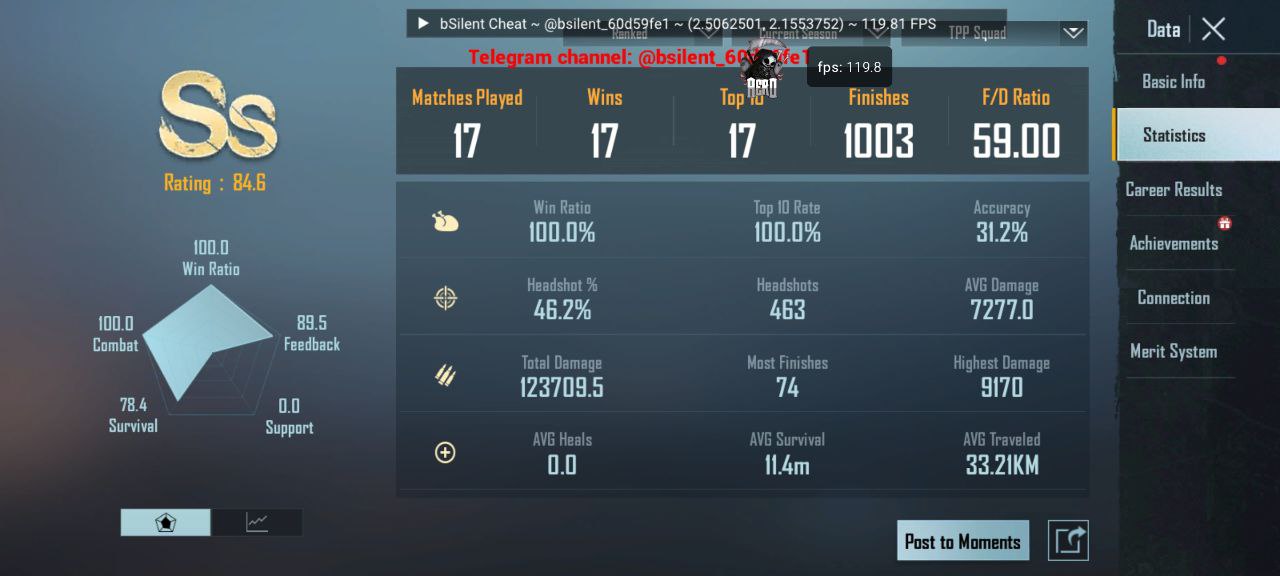 bSilent Cheat ~ @bsilent_60d59fe1 ~ (2.5062501, 2.1553752) ~ 119.81 FPS
Ranked
Current Season
TPP Squad
Telegram channel: @bsilent_60
fps: 119.8
Matches Played
17
Wins
17
Top 10
17
Finishes
1003
F/D Ratio
59.00
Ss
Rating : 84.6
100.0
Win Ratio
100.0
Combat
89.5
Feedback
78.4
Survival
0.0
Support
Win Ratio
100.0%
Top 10 Rate
100.0%
Accuracy
31.2%
Headshot %
46.2%
Headshots
463
AVG Damage
7277.0
Total Damage
123709.5
Most Finishes
74
Highest Damage
9170
AVG Heals
0.0
AVG Survival
11.4m
AVG Traveled
33.21KM
Post to Moments
Data
Basic Info
Statistics
Career Results
Achievements
Connection
Merit System